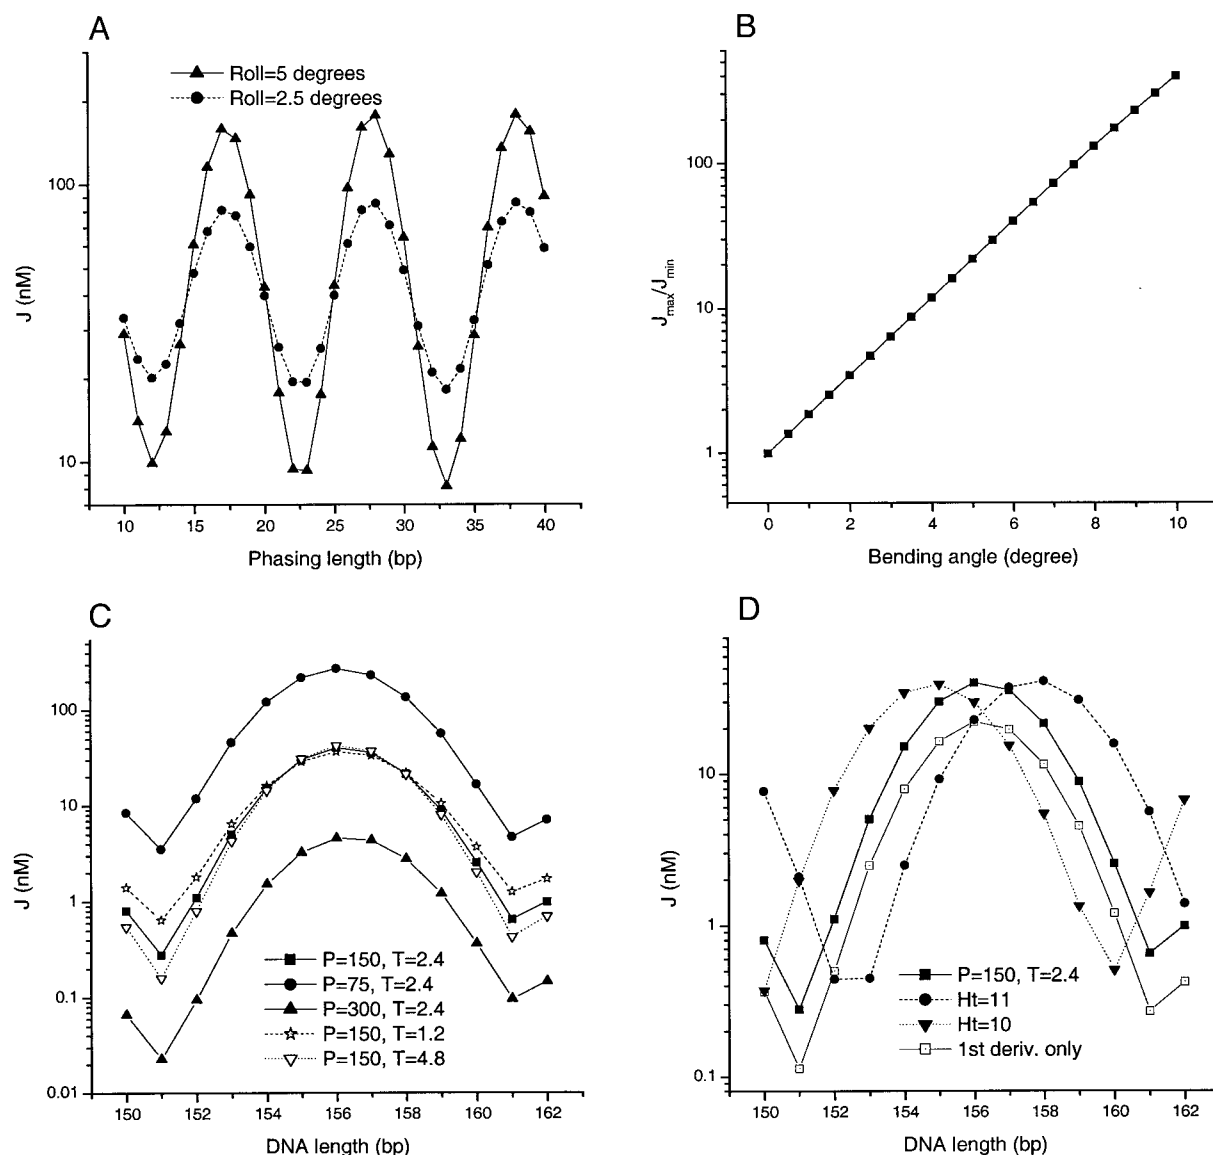 A
Roll=5 degrees
Roll=2.5 degrees
100
10
J (nM)
10 15 20 25 30 35 40
Phasing length (bp)
B
100
10
1
Jmax/Jmin
0 2 4 6 8 10
Bending angle (degree)
C
100
10
1
0.1
0.01
J (nM)
P=150, T=2.4
P=75, T=2.4
P=300, T=2.4
P=150, T=1.2
P=150, T=4.8
150 152 154 156 158 160 162
DNA length (bp)
D
10
1
0.1
J (nM)
P=150, T=2.4
Ht=11
Ht=10
1st deriv. only
150 152 154 156 158 160 162
DNA length (bp)